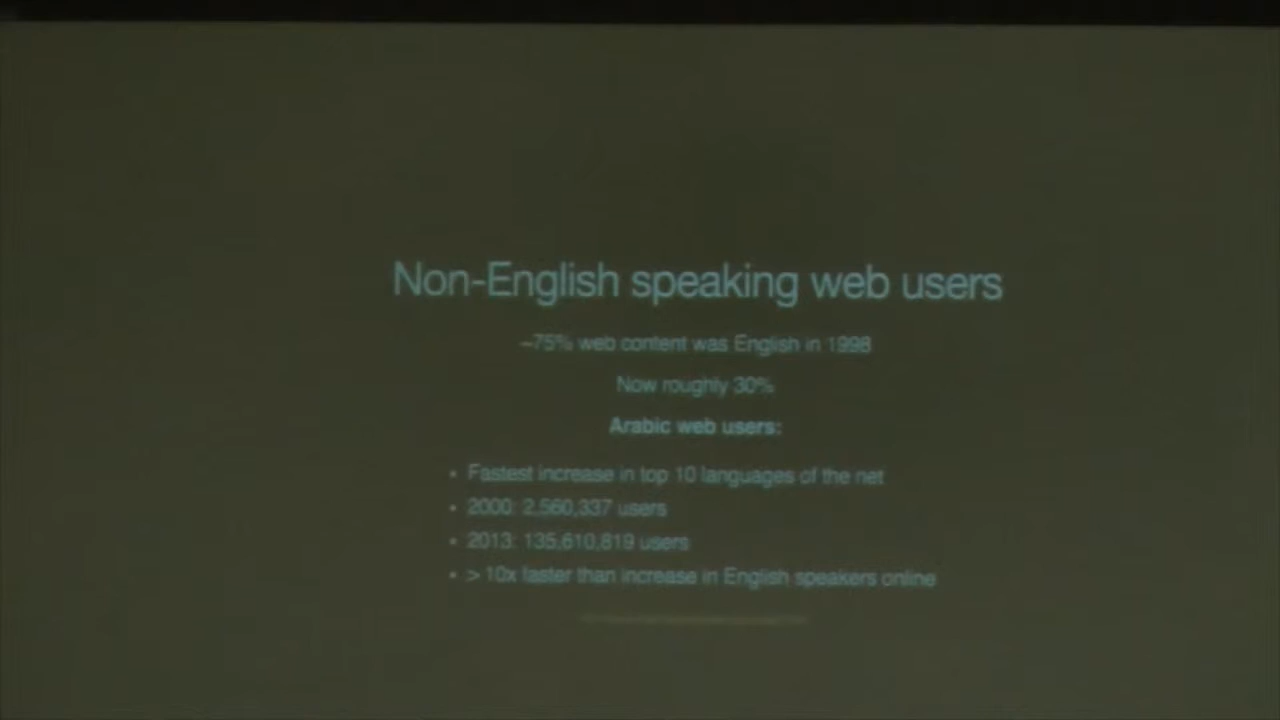 Non-English speaking web users
~75% web content was English in 1998
Now roughly 30%
Arabic web users:
• Fastest increase in top 10 languages of the net
• 2000: 2,560,337 users
• 2013: 135,610,819 users
• > 10x faster than increase in English speakers online